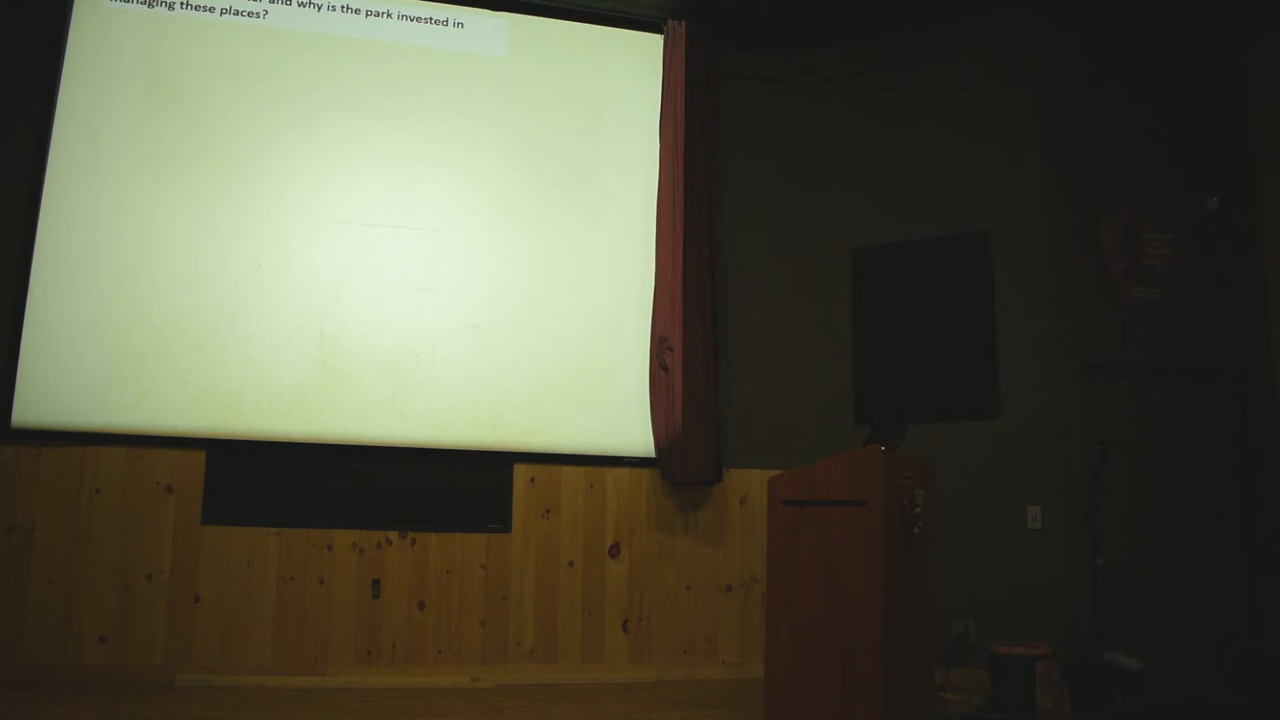 and why is the park invested in
managing these places?